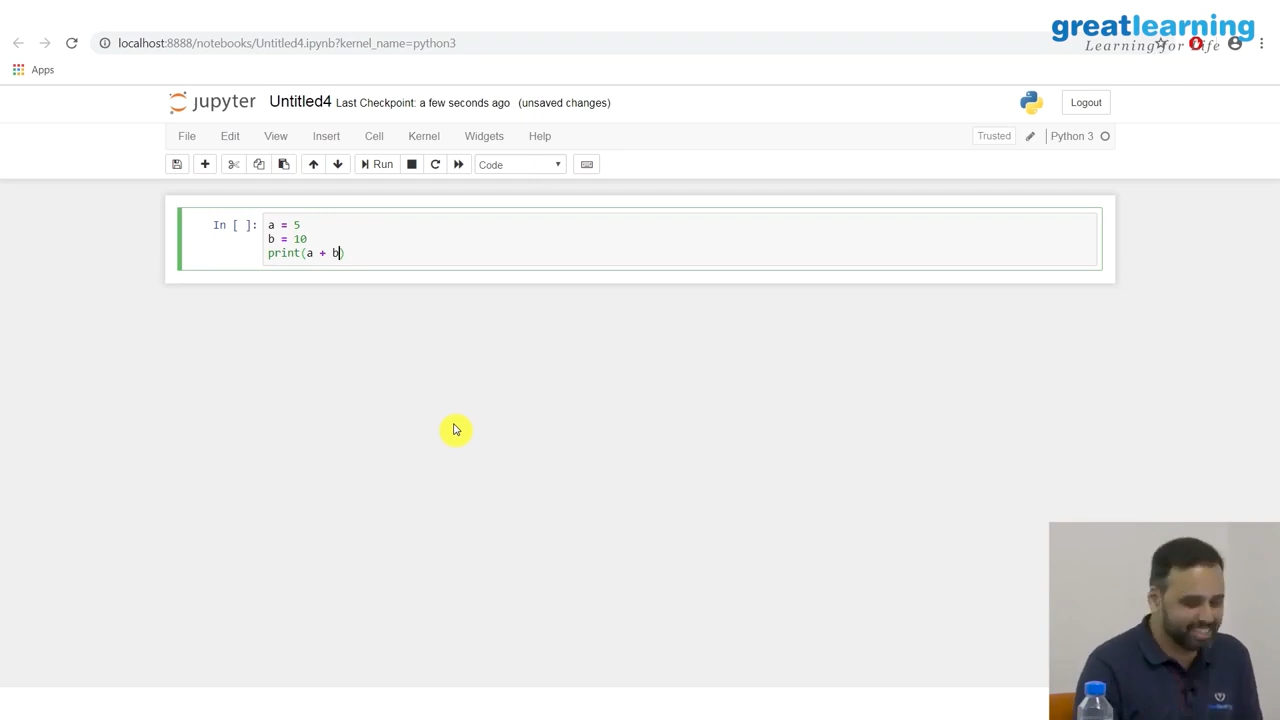 greatlearning
Learning for Life
localhost:8888/notebooks/Untitled4.ipynb?kernel_name=python3
Apps
jupyter Untitled4 Last Checkpoint: a few seconds ago (unsaved changes)
Logout
File Edit View Insert Cell Kernel Widgets Help
Trusted Python 3
Run Code
In [ ]: a = 5
b = 10
print(a + b)